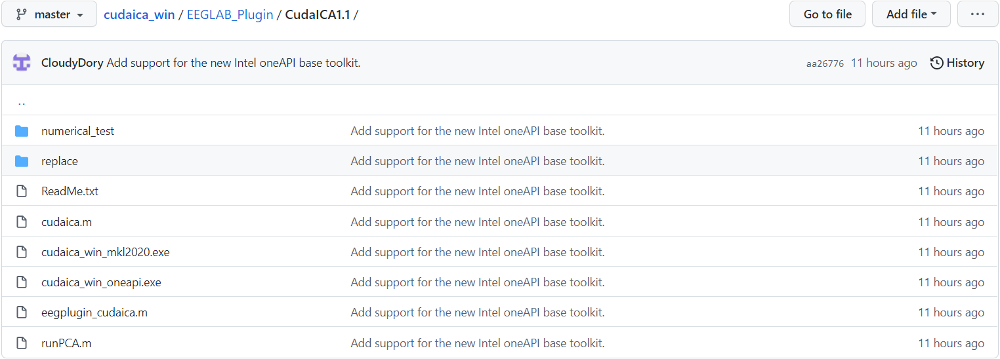 master cudaica_win / EEGLAB_Plugin / CudaICA1.1 / Go to file Add file ...
CloudyDory Add support for the new Intel oneAPI base toolkit. aa26776 11 hours ago History
..
numerical_test Add support for the new Intel oneAPI base toolkit. 11 hours ago
replace Add support for the new Intel oneAPI base toolkit. 11 hours ago
ReadMe.txt Add support for the new Intel oneAPI base toolkit. 11 hours ago
cudaica.m Add support for the new Intel oneAPI base toolkit. 11 hours ago
cudaica_win_mkl2020.exe Add support for the new Intel oneAPI base toolkit. 11 hours ago
cudaica_win_oneapi.exe Add support for the new Intel oneAPI base toolkit. 11 hours ago
eegplugin_cudaica.m Add support for the new Intel oneAPI base toolkit. 11 hours ago
runPCA.m Add support for the new Intel oneAPI base toolkit. 11 hours ago